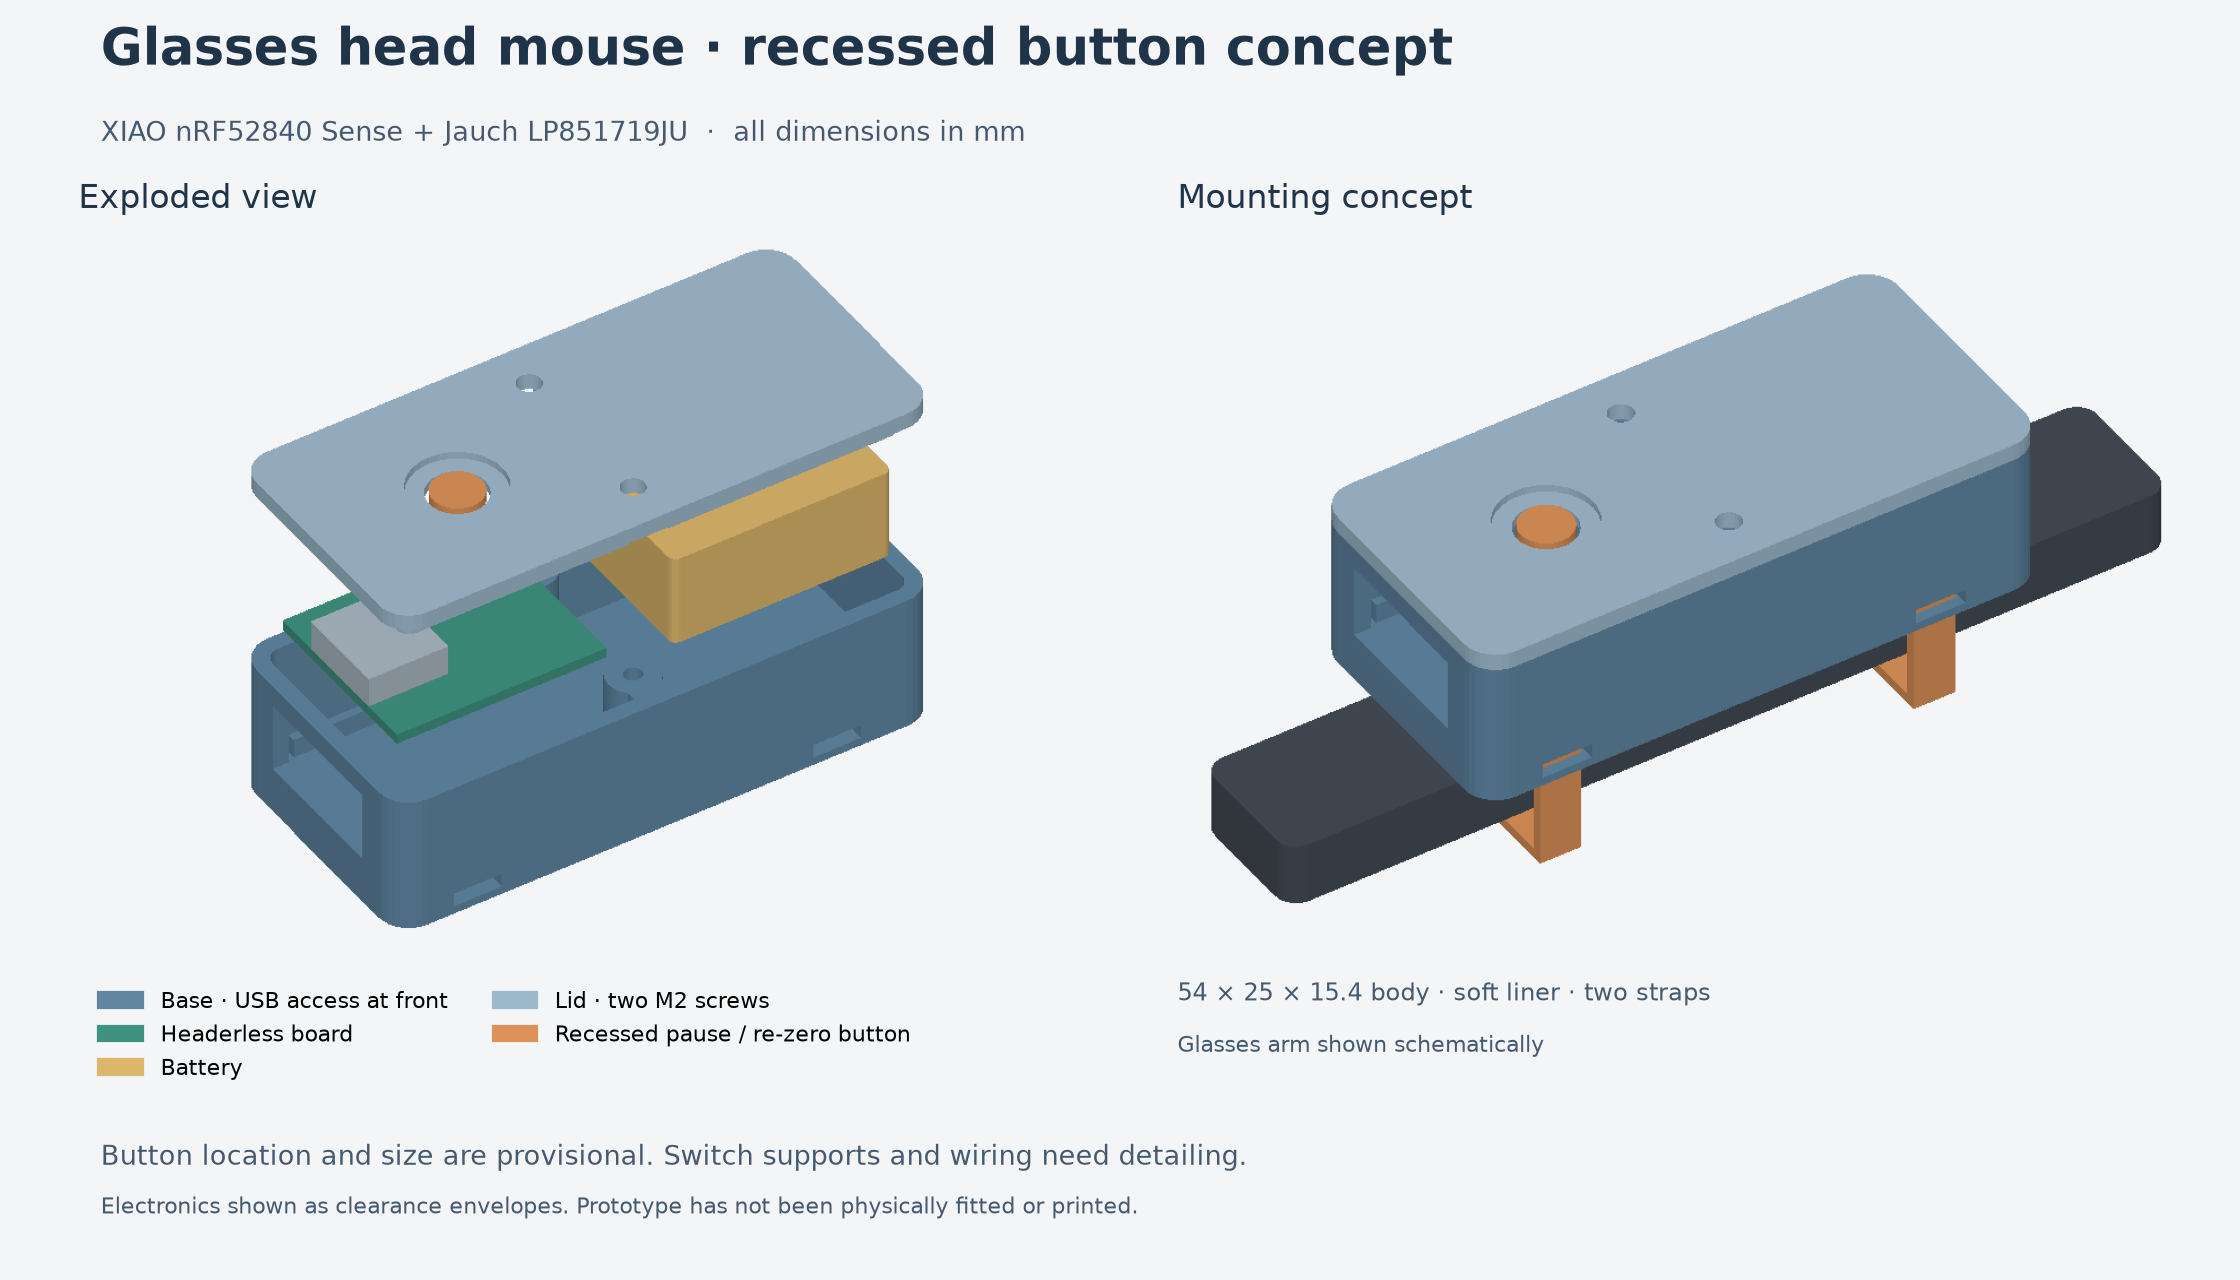 Glasses head mouse · recessed button concept
XIAO nRF52840 Sense + Jauch LP851719JU · all dimensions in mm
Exploded view
Mounting concept
Base · USB access at front
Lid · two M2 screws
Headerless board
Recessed pause / re-zero button
Battery
54 × 25 × 15.4 body · soft liner · two straps
Glasses arm shown schematically
Button location and size are provisional. Switch supports and wiring need detailing.
Electronics shown as clearance envelopes. Prototype has not been physically fitted or printed.